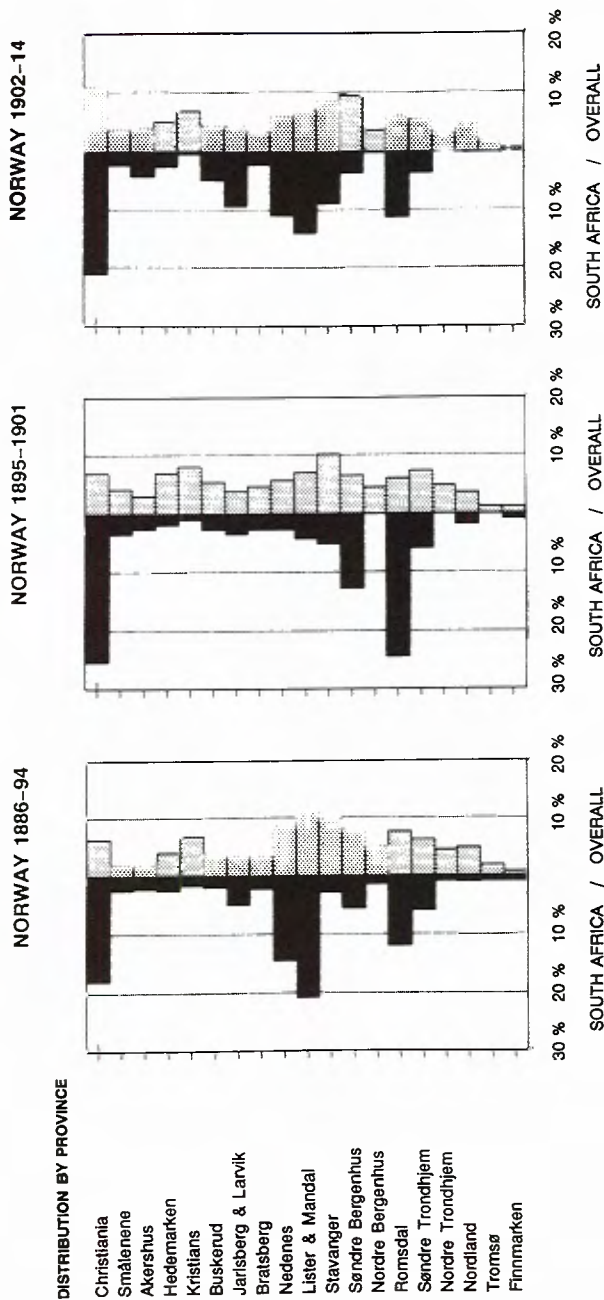 NORWAY 1886–94
NORWAY 1895–1901
NORWAY 1902–14
DISTRIBUTION BY PROVINCE
Christiania
Smålenene
Akershus
Hedemarken
Kristians
Buskerud
Jarlsberg & Larvik
Bratsberg
Nedenes
Lister & Mandal
Stavanger
Søndre Bergenhus
Nordre Bergenhus
Romsdal
Søndre Trondhjem
Nordre Trondhjem
Nordland
Tromsø
Finnmarken
30 % 20 % 10 % 10 % 20 %
30 % 20 % 10 % 10 % 20 %
30 % 20 % 10 % 10 % 20 %
SOUTH AFRICA / OVERALL
SOUTH AFRICA / OVERALL
SOUTH AFRICA / OVERALL